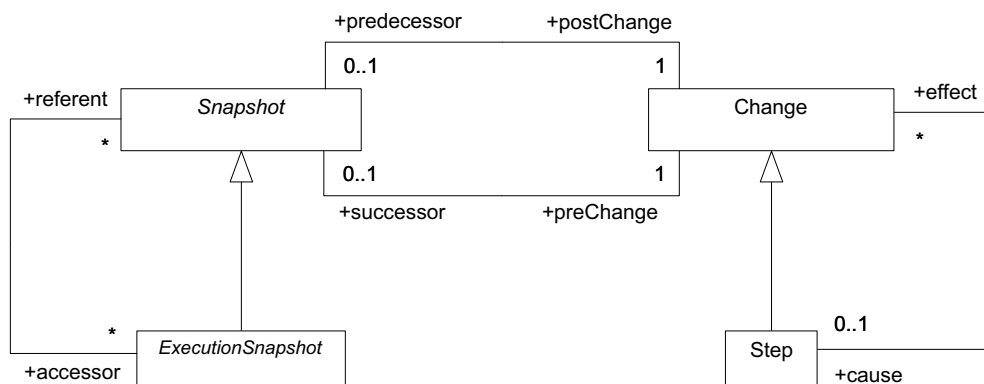 +predecessor +postChange
0..1 1
+referent Snapshot Change +effect
* *
0..1 1
+successor +preChange
* ExecutionSnapshot Step 0..1
+accessor +cause